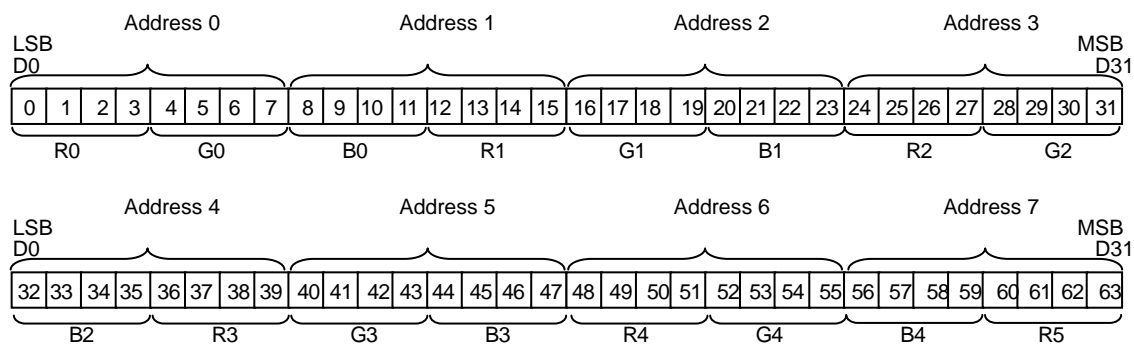 Address 0 Address 1 Address 2 Address 3
LSB MSB
D0 D31
0 1 2 3 4 5 6 7 8 9 10 11 12 13 14 15 16 17 18 19 20 21 22 23 24 25 26 27 28 29 30 31
R0 G0 B0 R1 G1 B1 R2 G2
Address 4 Address 5 Address 6 Address 7
LSB MSB
D0 D31
32 33 34 35 36 37 38 39 40 41 42 43 44 45 46 47 48 49 50 51 52 53 54 55 56 57 58 59 60 61 62 63
B2 R3 G3 B3 R4 G4 B4 R5